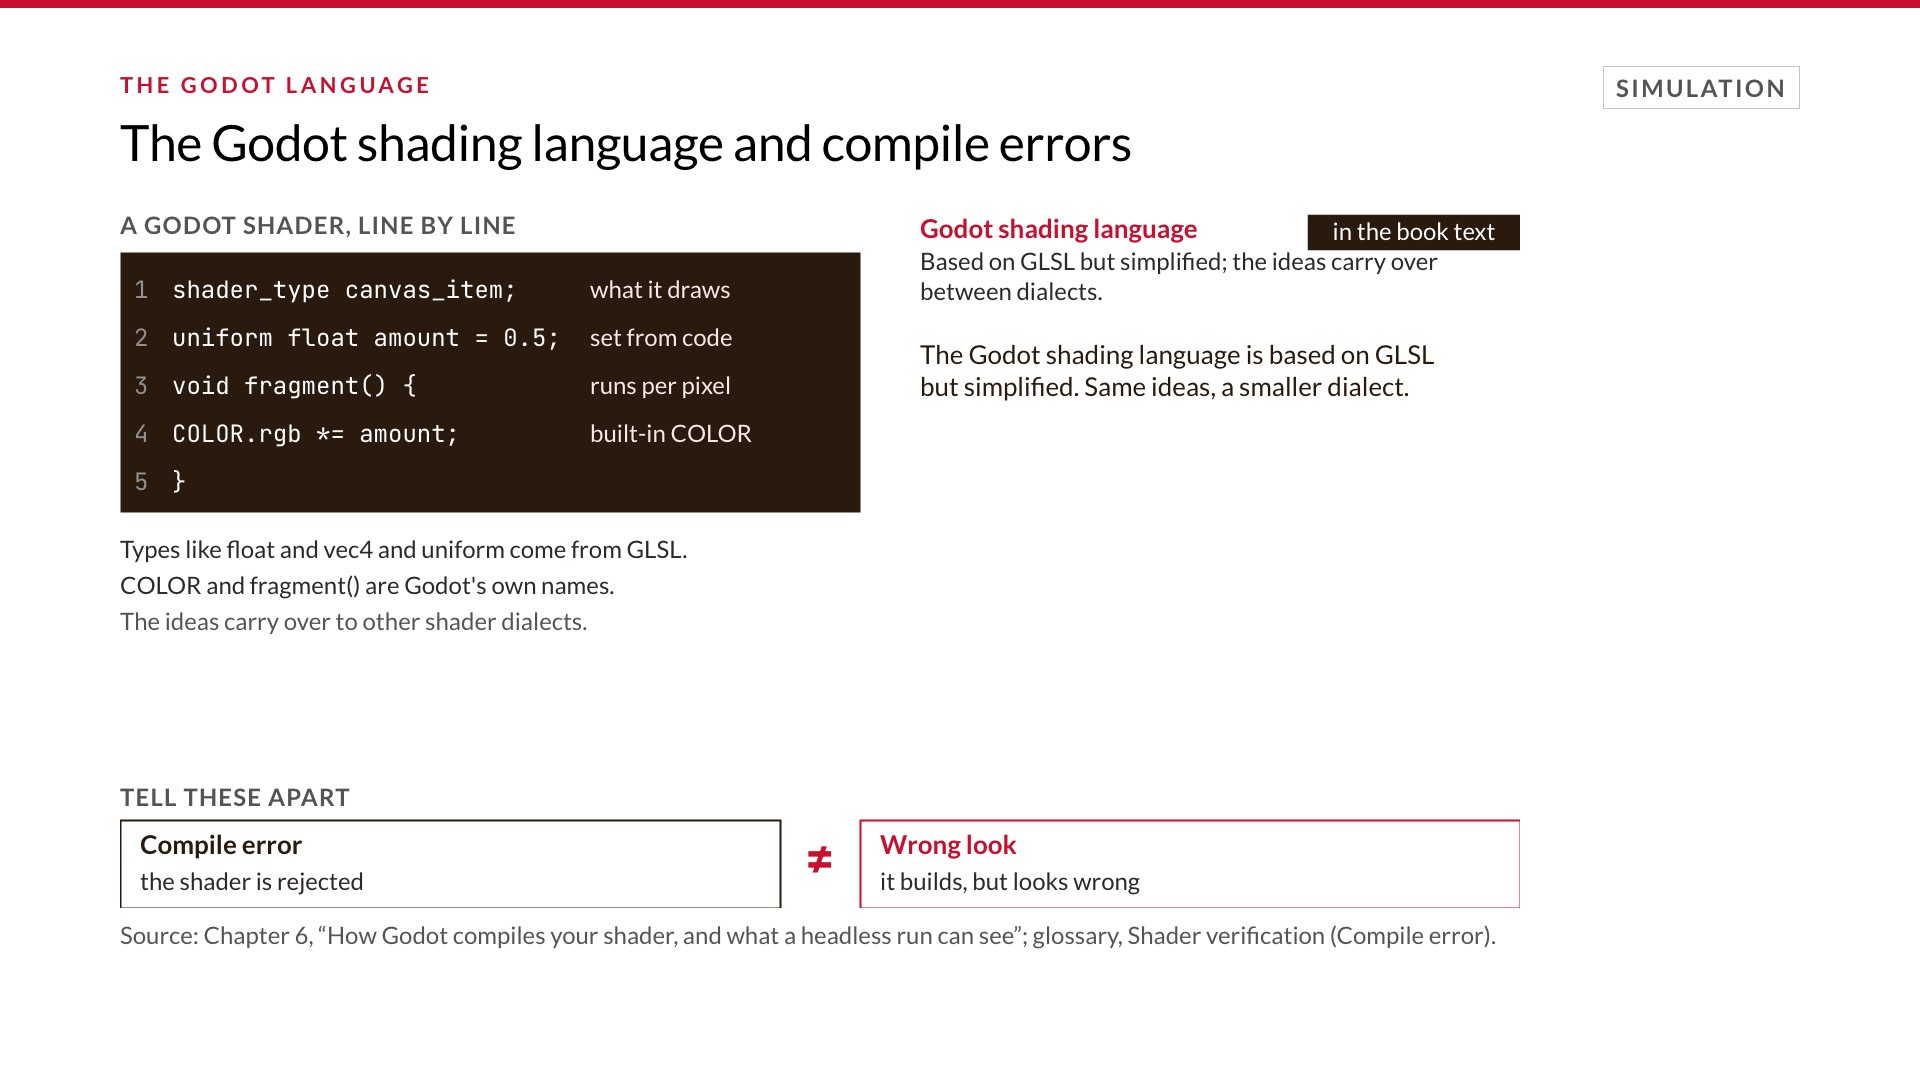 THE GODOT LANGUAGE
SIMULATION
The Godot shading language and compile errors
A GODOT SHADER, LINE BY LINE
1 shader_type canvas_item; what it draws
2 uniform float amount = 0.5; set from code
3 void fragment() { runs per pixel
4 COLOR.rgb *= amount; built-in COLOR
5 }
Types like float and vec4 and uniform come from GLSL.
COLOR and fragment() are Godot's own names.
The ideas carry over to other shader dialects.
Godot shading language
in the book text
Based on GLSL but simplified; the ideas carry over
between dialects.
The Godot shading language is based on GLSL
but simplified. Same ideas, a smaller dialect.
TELL THESE APART
Compile error
the shader is rejected
≠
Wrong look
it builds, but looks wrong
Source: Chapter 6, “How Godot compiles your shader, and what a headless run can see”; glossary, Shader verification (Compile error).